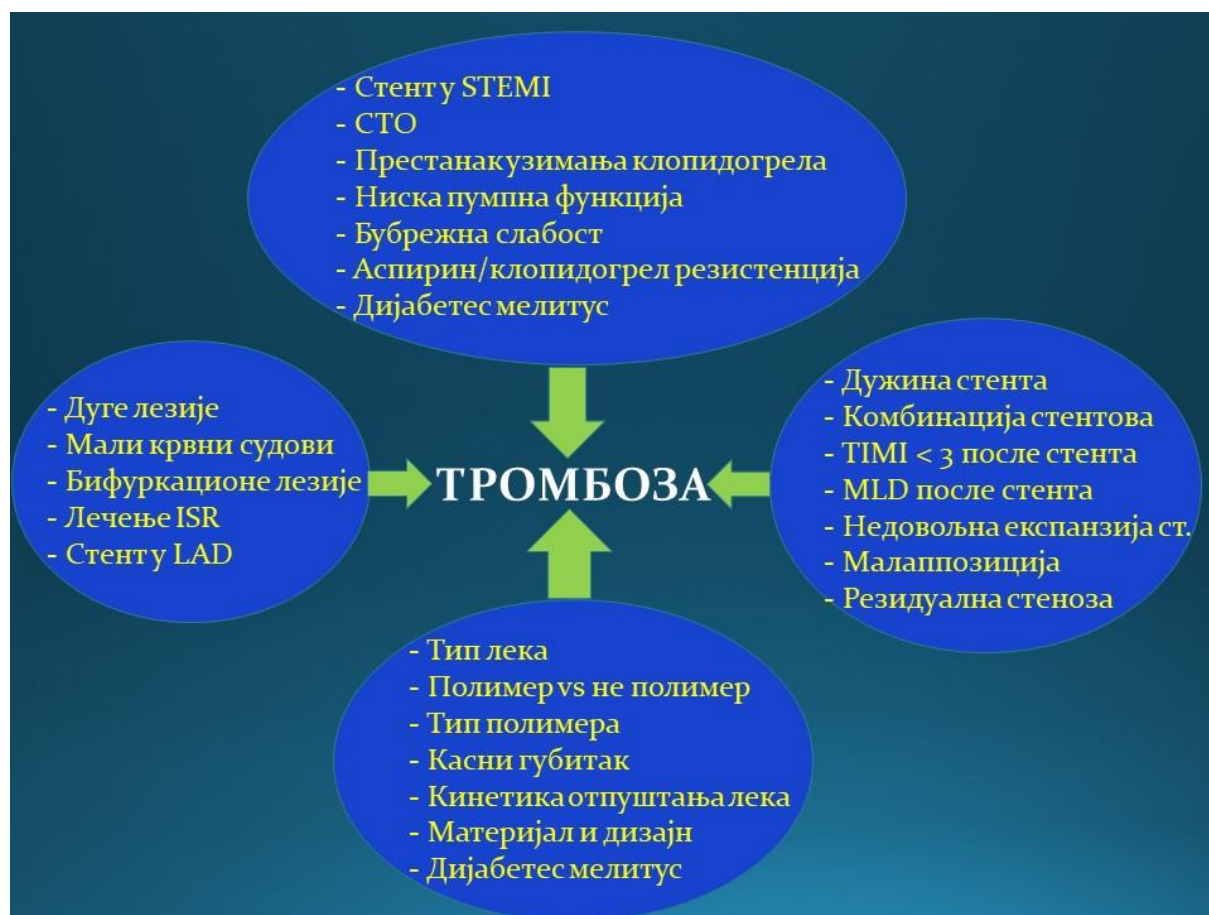 - Стент у STEMI
- СТО
- Престанак узимања клопидогрела
- Ниска пумпна функција
- Бубрежна слабост
- Аспирин/клопидогрел резистенција
- Дијабетес мелитус
- Дуге лезије
- Мали крвни судови
- Бифуркационе лезије
- Лечење ISR
- Стент у LAD
ТРОМБОЗА
- Дужина стента
- Комбинација стентова
- TIMI < 3 после стента
- MLD после стента
- Недовољна експанзија ст.
- Малаппозиција
- Резидуална стеноза
- Тип лека
- Полимер vs не полимер
- Тип полимера
- Касни губитак
- Кинетика отпуштања лека
- Материјал и дизајн
- Дијабетес мелитус